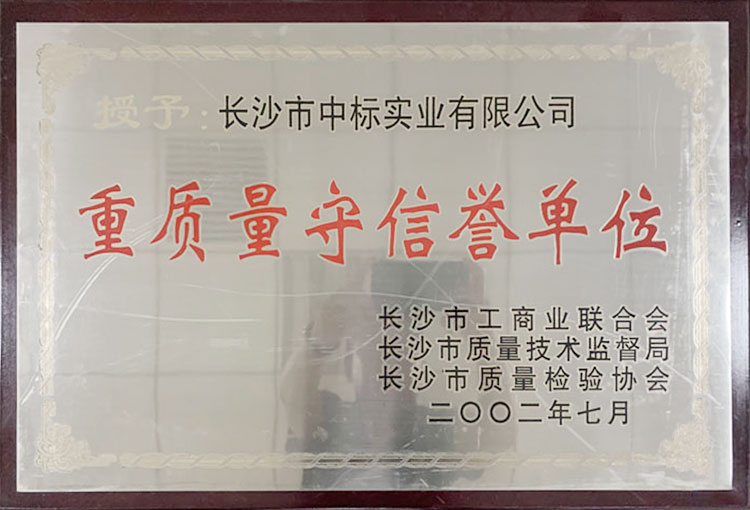 授予：长沙市中标实业有限公司
重质量守信誉单位
长沙市工商业联合会
长沙市质量技术监督局
长沙市质量检验协会
二〇〇二年七月